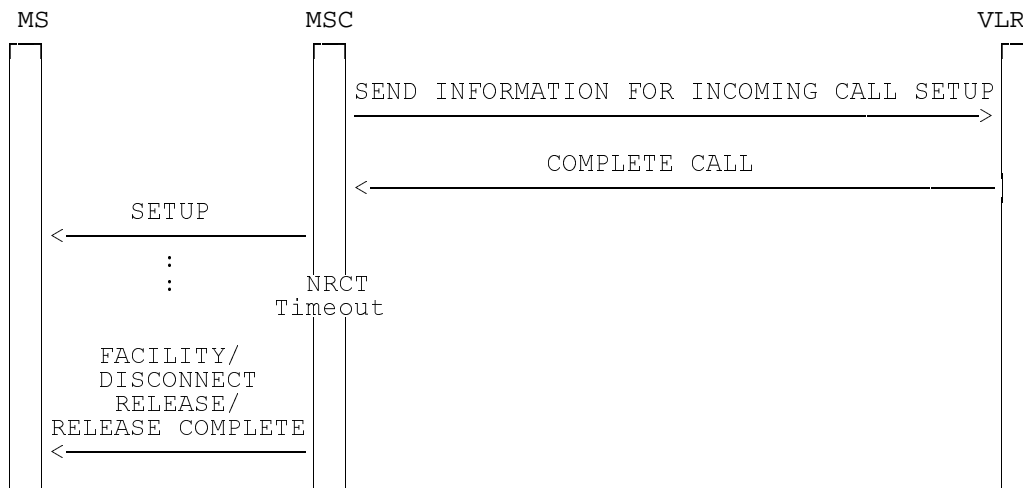 MS MSC VLR
SEND INFORMATION FOR INCOMING CALL SETUP
COMPLETE CALL
SETUP
:
:
NRCT
Timeout
FACILITY/
DISCONNECT
RELEASE/
RELEASE COMPLETE